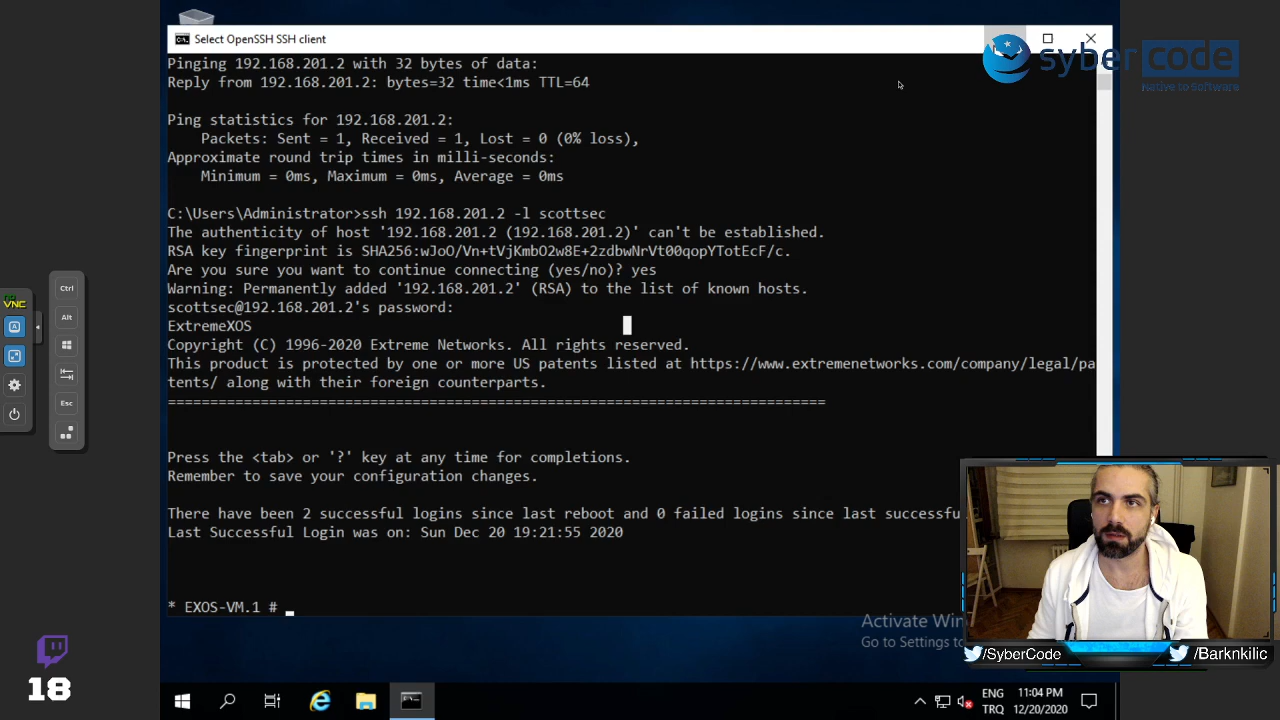 Select OpenSSH SSH client
sybercode
native to Software
Pinging 192.168.201.2 with 32 bytes of data:
Reply from 192.168.201.2: bytes=32 time<1ms TTL=64
Ping statistics for 192.168.201.2:
Packets: Sent = 1, Received = 1, Lost = 0 (0% loss),
Approximate round trip times in milli-seconds:
Minimum = 0ms, Maximum = 0ms, Average = 0ms
C:\Users\Administrator>ssh 192.168.201.2 -l scottsec
The authenticity of host '192.168.201.2 (192.168.201.2)' can't be established.
RSA key fingerprint is SHA256:wJoO/Vn+tVjKmbO2w8E+2zdbwNrVt00qopYTotEcF/c.
Are you sure you want to continue connecting (yes/no)? yes
Warning: Permanently added '192.168.201.2' (RSA) to the list of known hosts.
scottsec@192.168.201.2's password:
ExtremeXOS
Copyright (C) 1996-2020 Extreme Networks. All rights reserved.
This product is protected by one or more US patents listed at https://www.extremenetworks.com/company/legal/pa
tents/ along with their foreign counterparts.
==============================================================================
Press the <tab> or '?' key at any time for completions.
Remember to save your configuration changes.
There have been 2 successful logins since last reboot and 0 failed logins since last successfu
Last Successful Login was on: Sun Dec 20 19:21:55 2020
* EXOS-VM.1 #
Ctrl
Alt
Esc
VNC
A
Activate Win
Go to Settings to
/SyberCode
/Barknkilic
18
ENG
TRQ
11:04 PM
12/20/2020